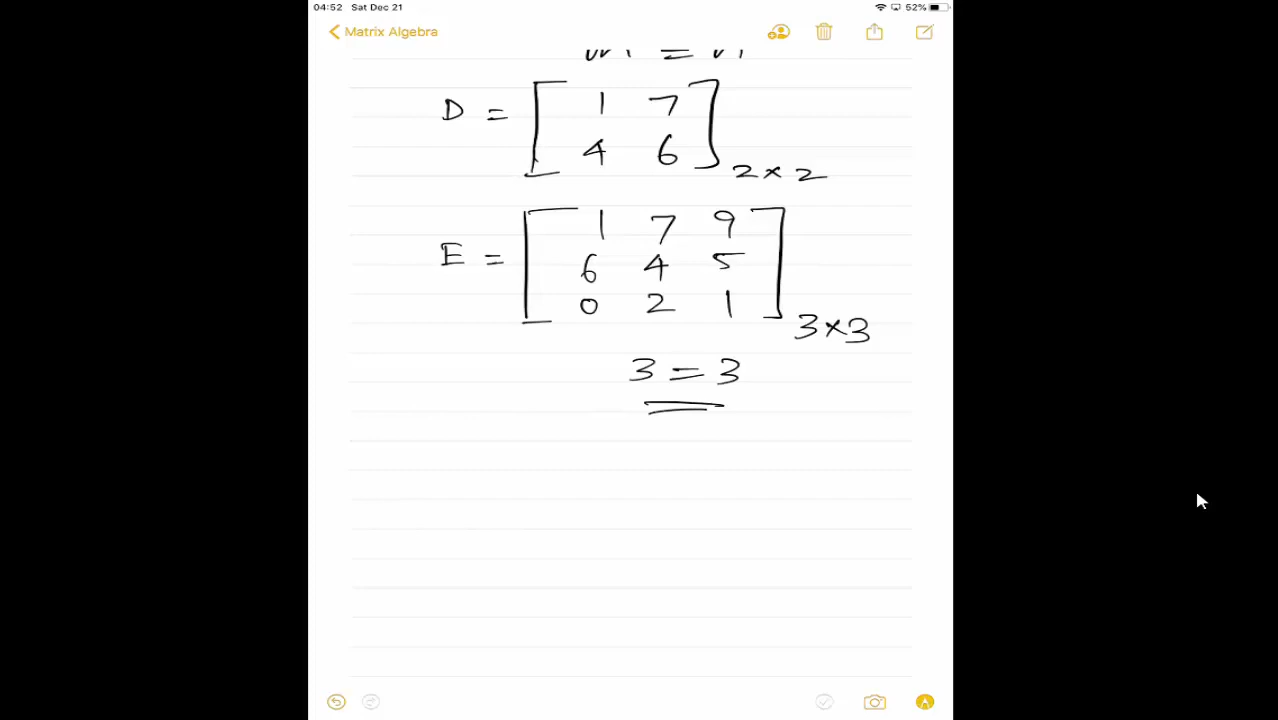 04:52 Sat Dec 21 52%
Matrix Algebra
D = [ 1 7
4 6 ] 2×2
E = [ 1 7 9
6 4 5
0 2 1 ] 3×3
3 = 3